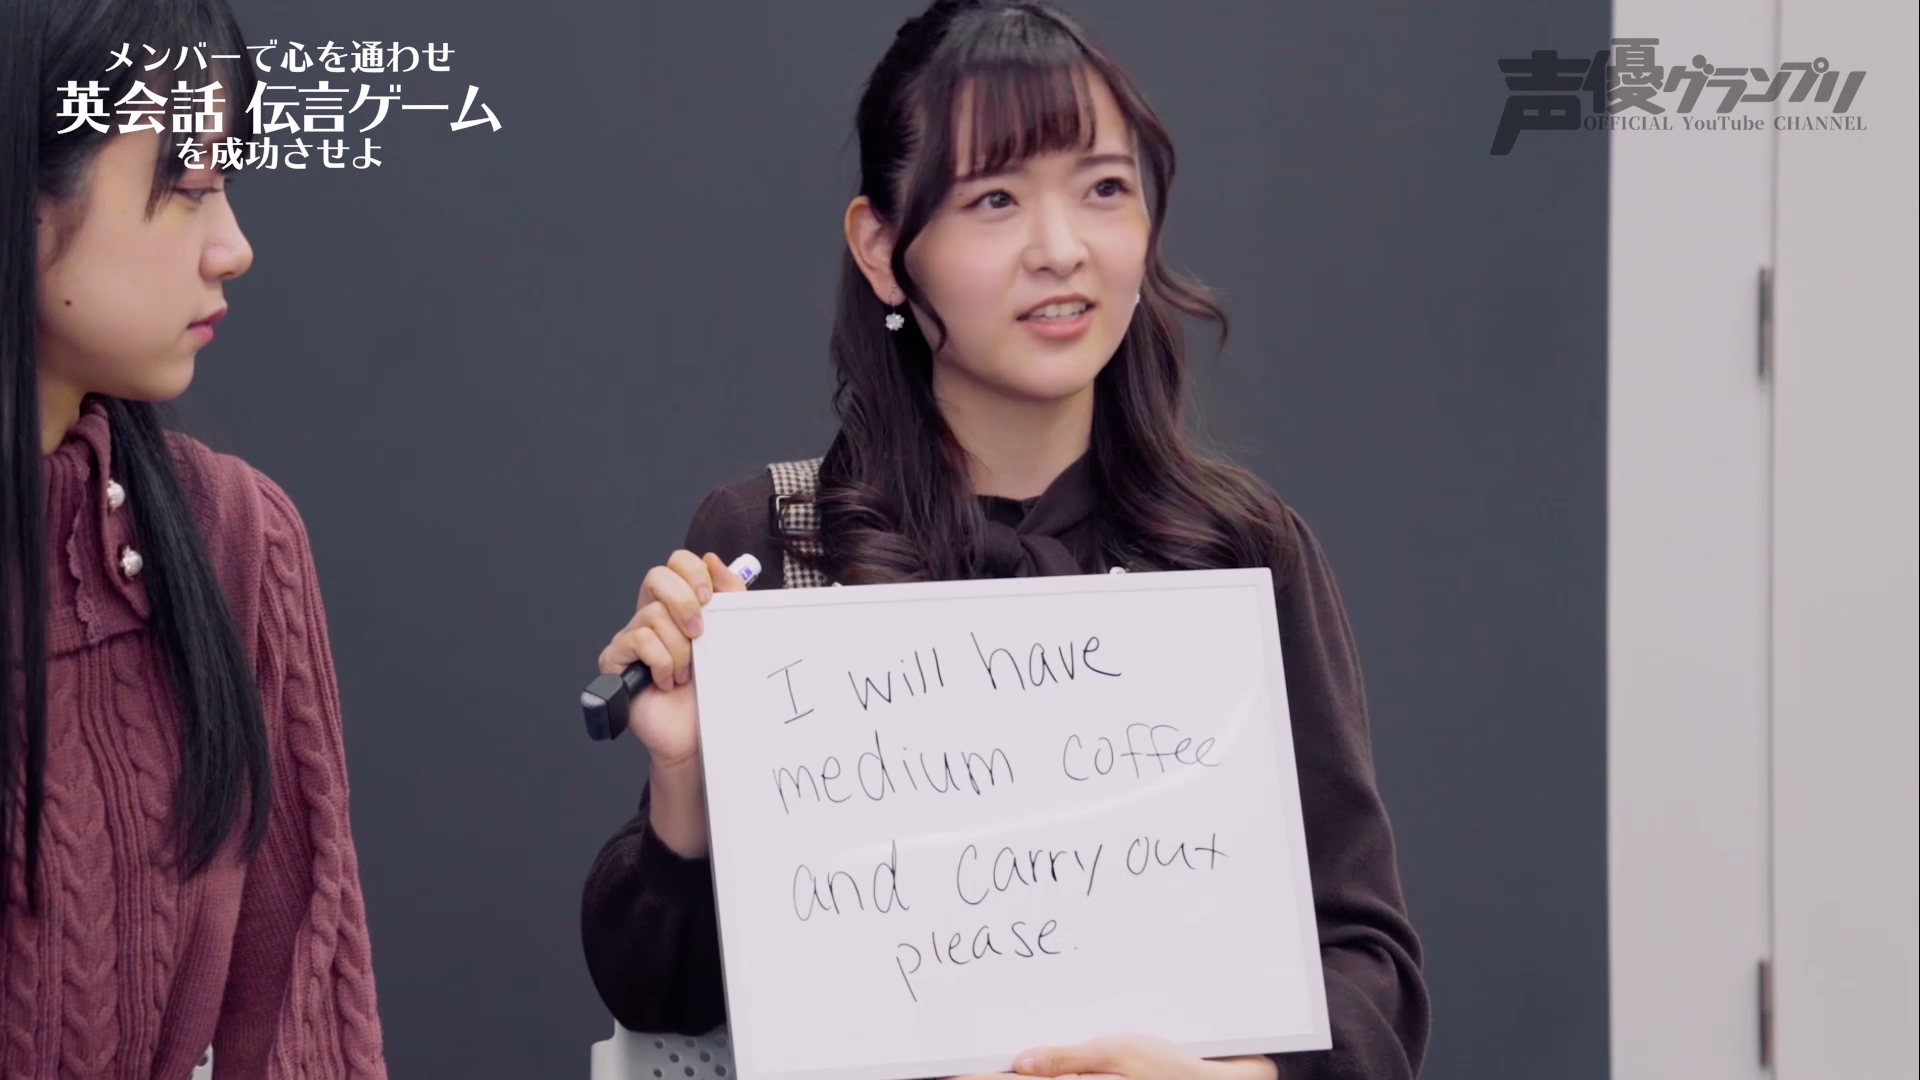 メンバーで心を通わせ
英会話 伝言ゲーム
を成功させよ
声優グランプリ
OFFICIAL YouTube CHANNEL
I will have
medium coffee
and carry out
please.